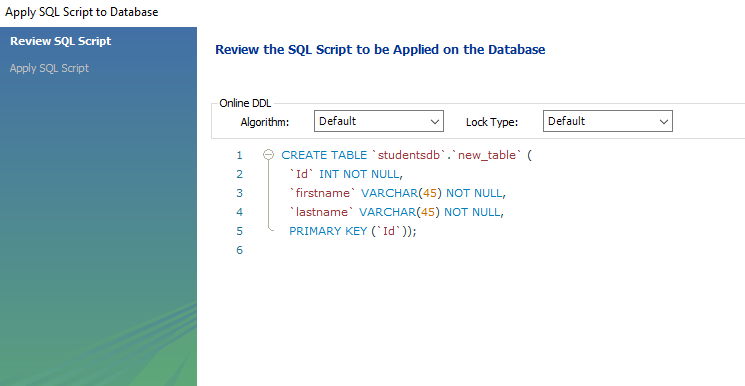 Apply SQL Script to Database
Review SQL Script
Apply SQL Script
Review the SQL Script to be Applied on the Database
Online DDL
Algorithm: Default Lock Type: Default
1 CREATE TABLE `studentsdb`.`new_table` (
2 `Id` INT NOT NULL,
3 `firstname` VARCHAR(45) NOT NULL,
4 `lastname` VARCHAR(45) NOT NULL,
5 PRIMARY KEY (`Id`));
6